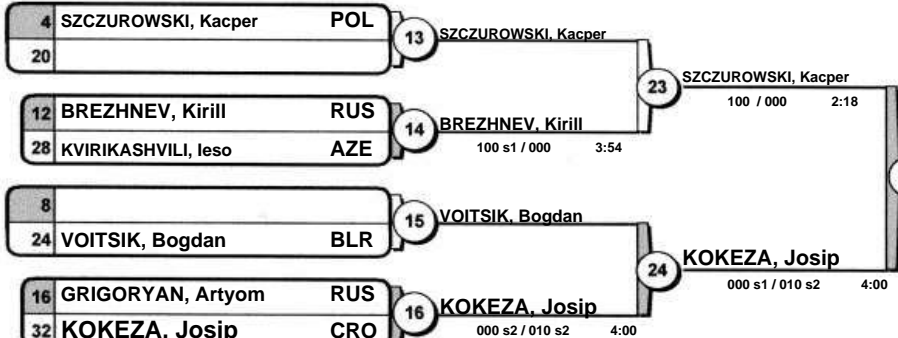 4 SZCZUROWSKI, Kacper POL
20
13 SZCZUROWSKI, Kacper
12 BREZHNEV, Kirill RUS
28 KVIRIKASHVILI, Ieso AZE
14 BREZHNEV, Kirill
100 s1 / 000 3:54
23 SZCZUROWSKI, Kacper
100 / 000 2:18
8
24 VOITSIK, Bogdan BLR
15 VOITSIK, Bogdan
16 GRIGORYAN, Artyom RUS
32 KOKEZA, Josip CRO
16 KOKEZA, Josip
000 s2 / 010 s2 4:00
24 KOKEZA, Josip
000 s1 / 010 s2 4:00